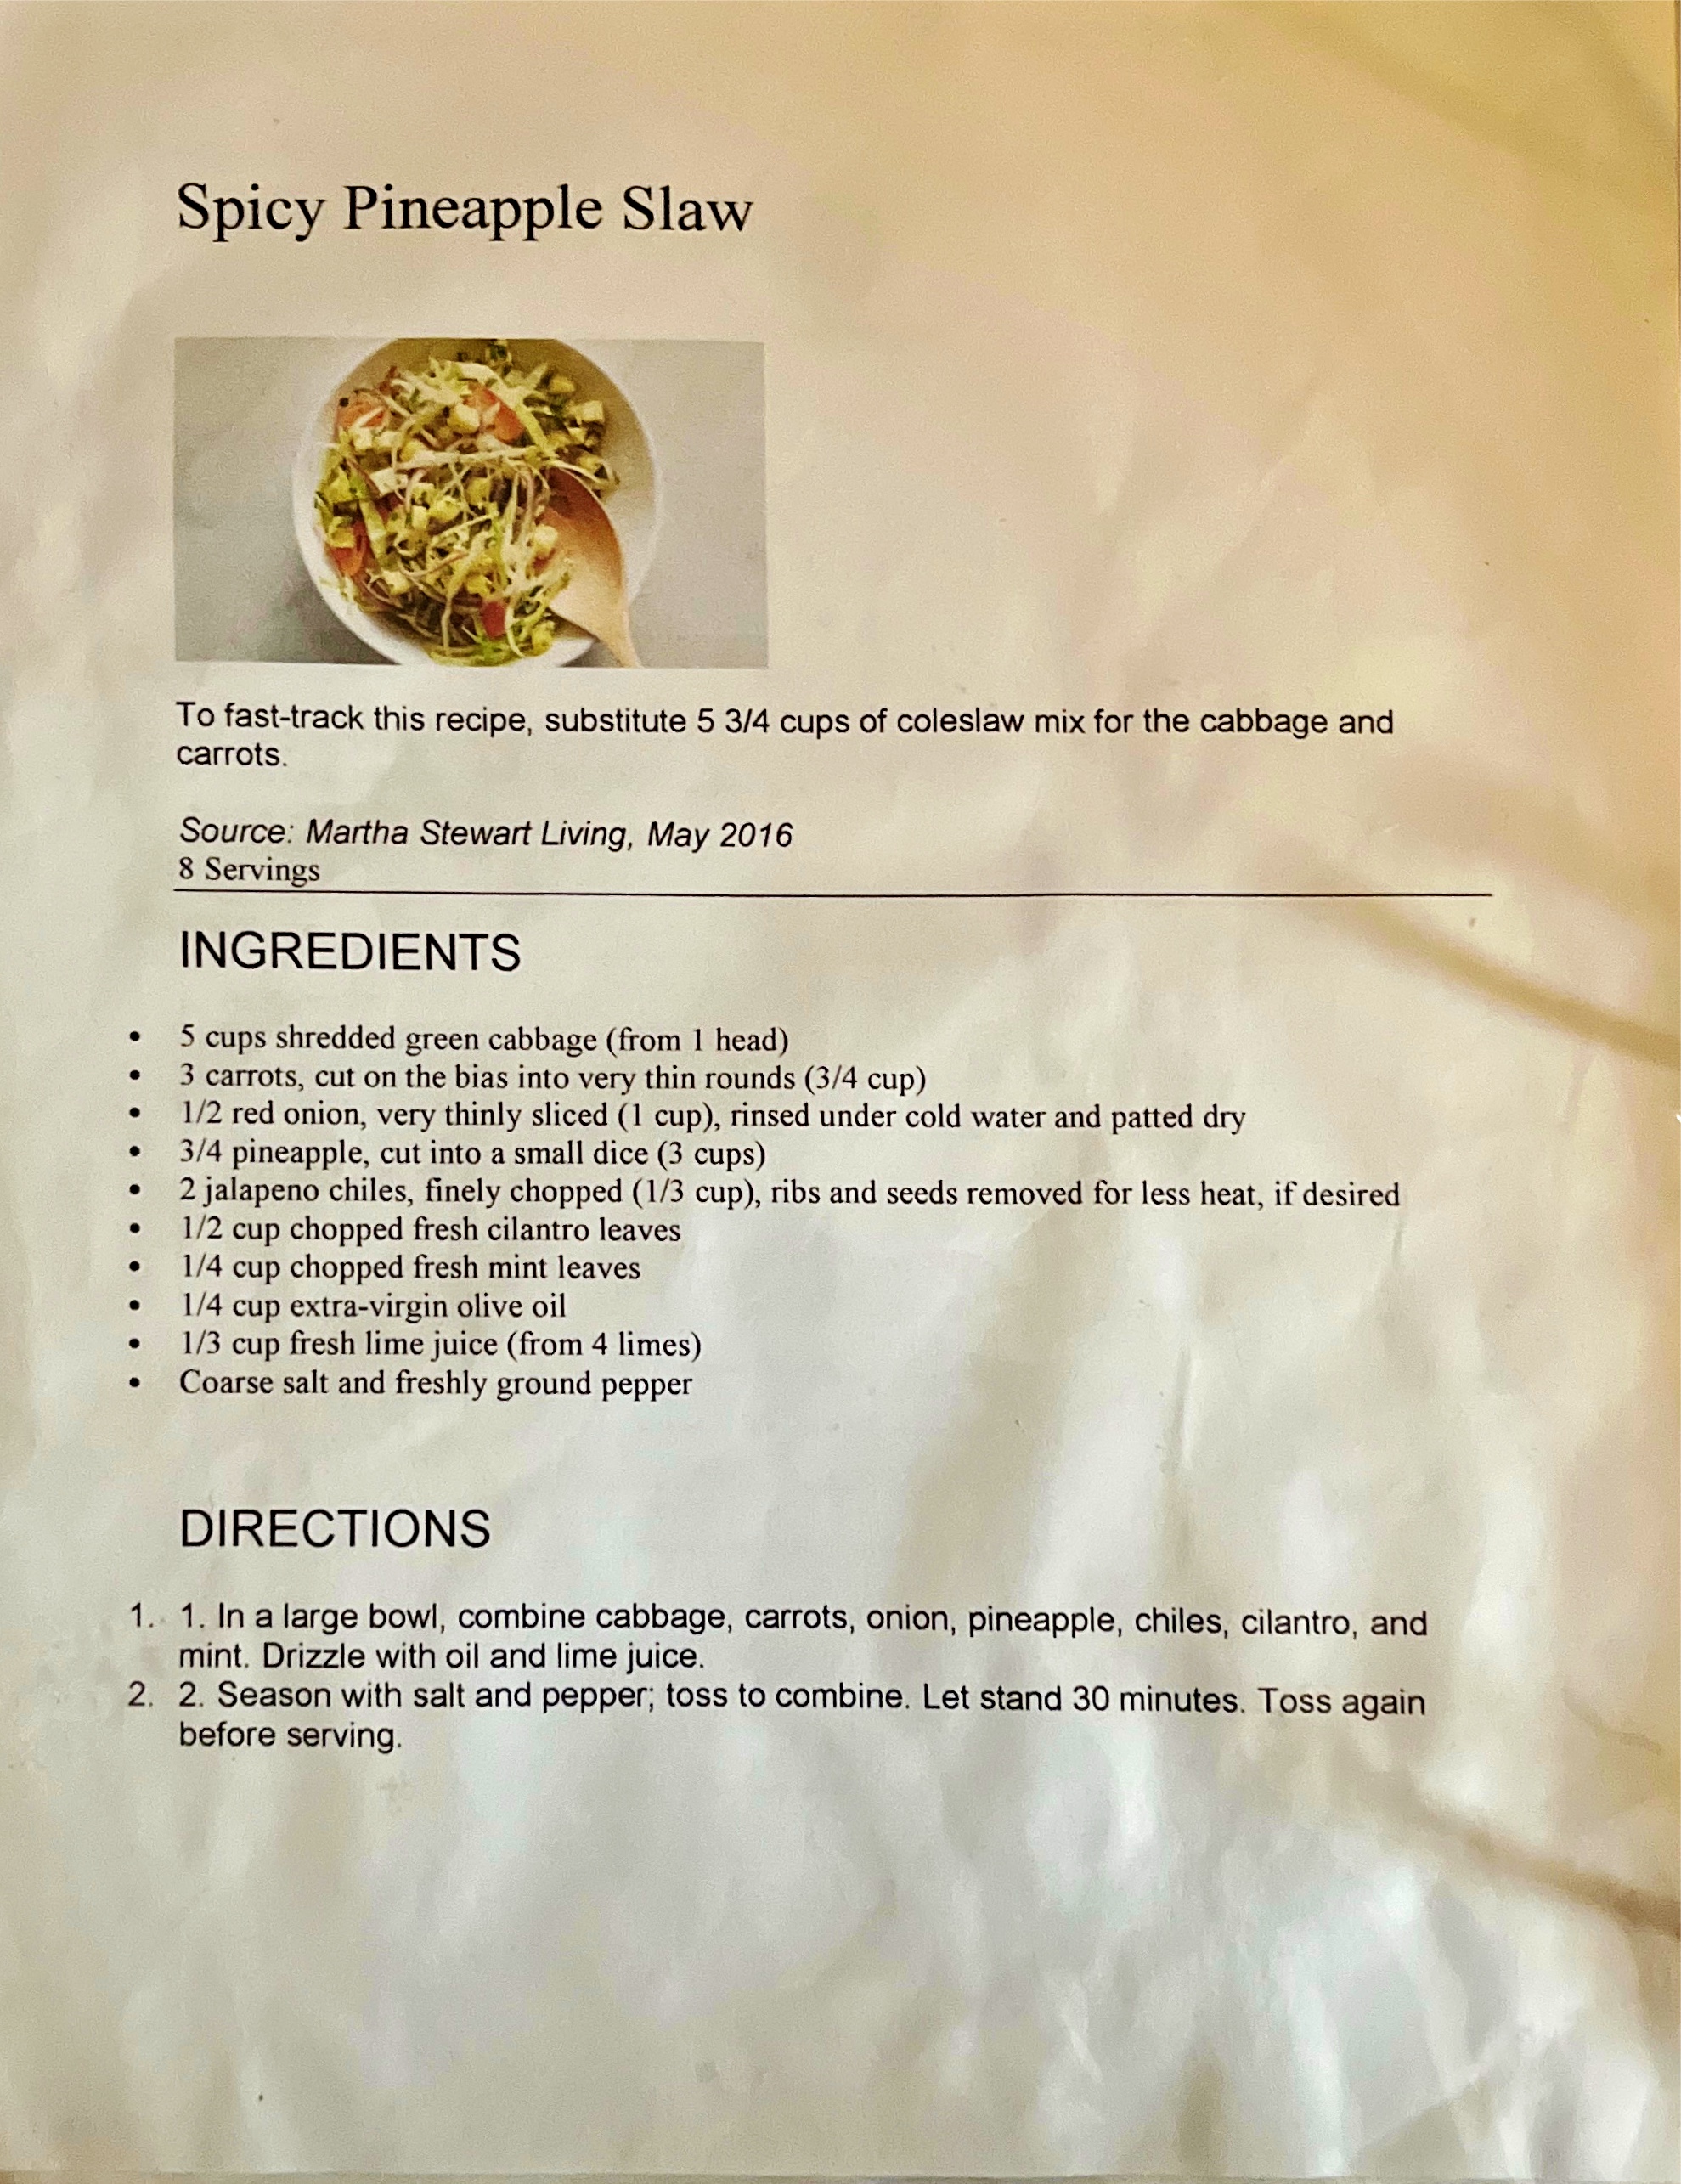 Spicy Pineapple Slaw
To fast-track this recipe, substitute 5 3/4 cups of coleslaw mix for the cabbage and
carrots.
Source: Martha Stewart Living, May 2016
8 Servings
INGREDIENTS
• 5 cups shredded green cabbage (from 1 head)
• 3 carrots, cut on the bias into very thin rounds (3/4 cup)
• 1/2 red onion, very thinly sliced (1 cup), rinsed under cold water and patted dry
• 3/4 pineapple, cut into a small dice (3 cups)
• 2 jalapeno chiles, finely chopped (1/3 cup), ribs and seeds removed for less heat, if desired
• 1/2 cup chopped fresh cilantro leaves
• 1/4 cup chopped fresh mint leaves
• 1/4 cup extra-virgin olive oil
• 1/3 cup fresh lime juice (from 4 limes)
• Coarse salt and freshly ground pepper
DIRECTIONS
1. 1. In a large bowl, combine cabbage, carrots, onion, pineapple, chiles, cilantro, and
mint. Drizzle with oil and lime juice.
2. 2. Season with salt and pepper; toss to combine. Let stand 30 minutes. Toss again
before serving.